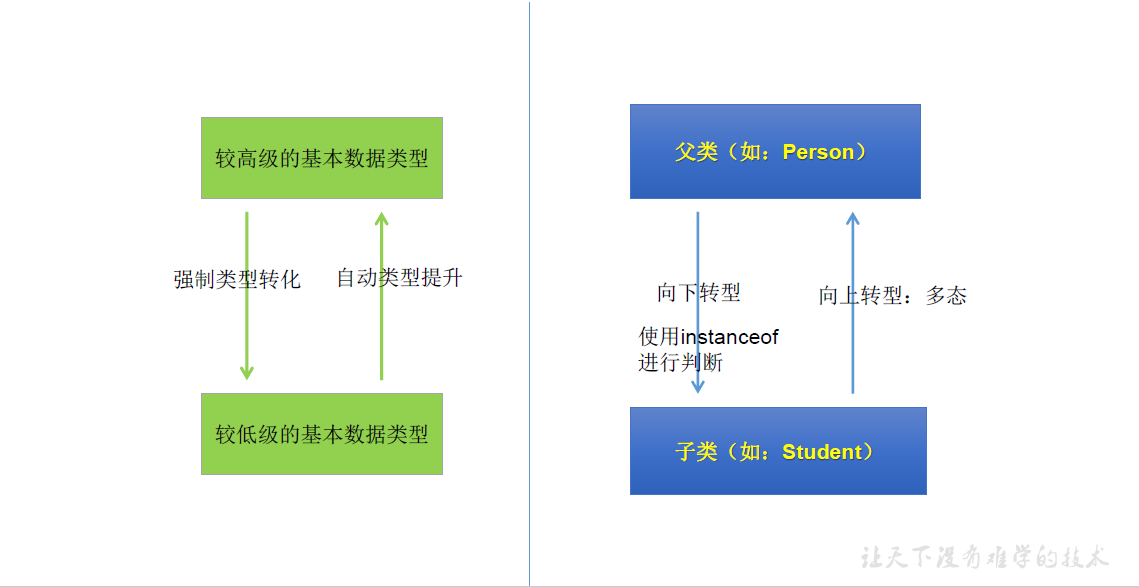 较高级的基本数据类型
强制类型转化
自动类型提升
较低级的基本数据类型
父类（如：Person）
向下转型
使用instanceof
进行判断
向上转型：多态
子类（如：Student）
让天下没有难学的技术